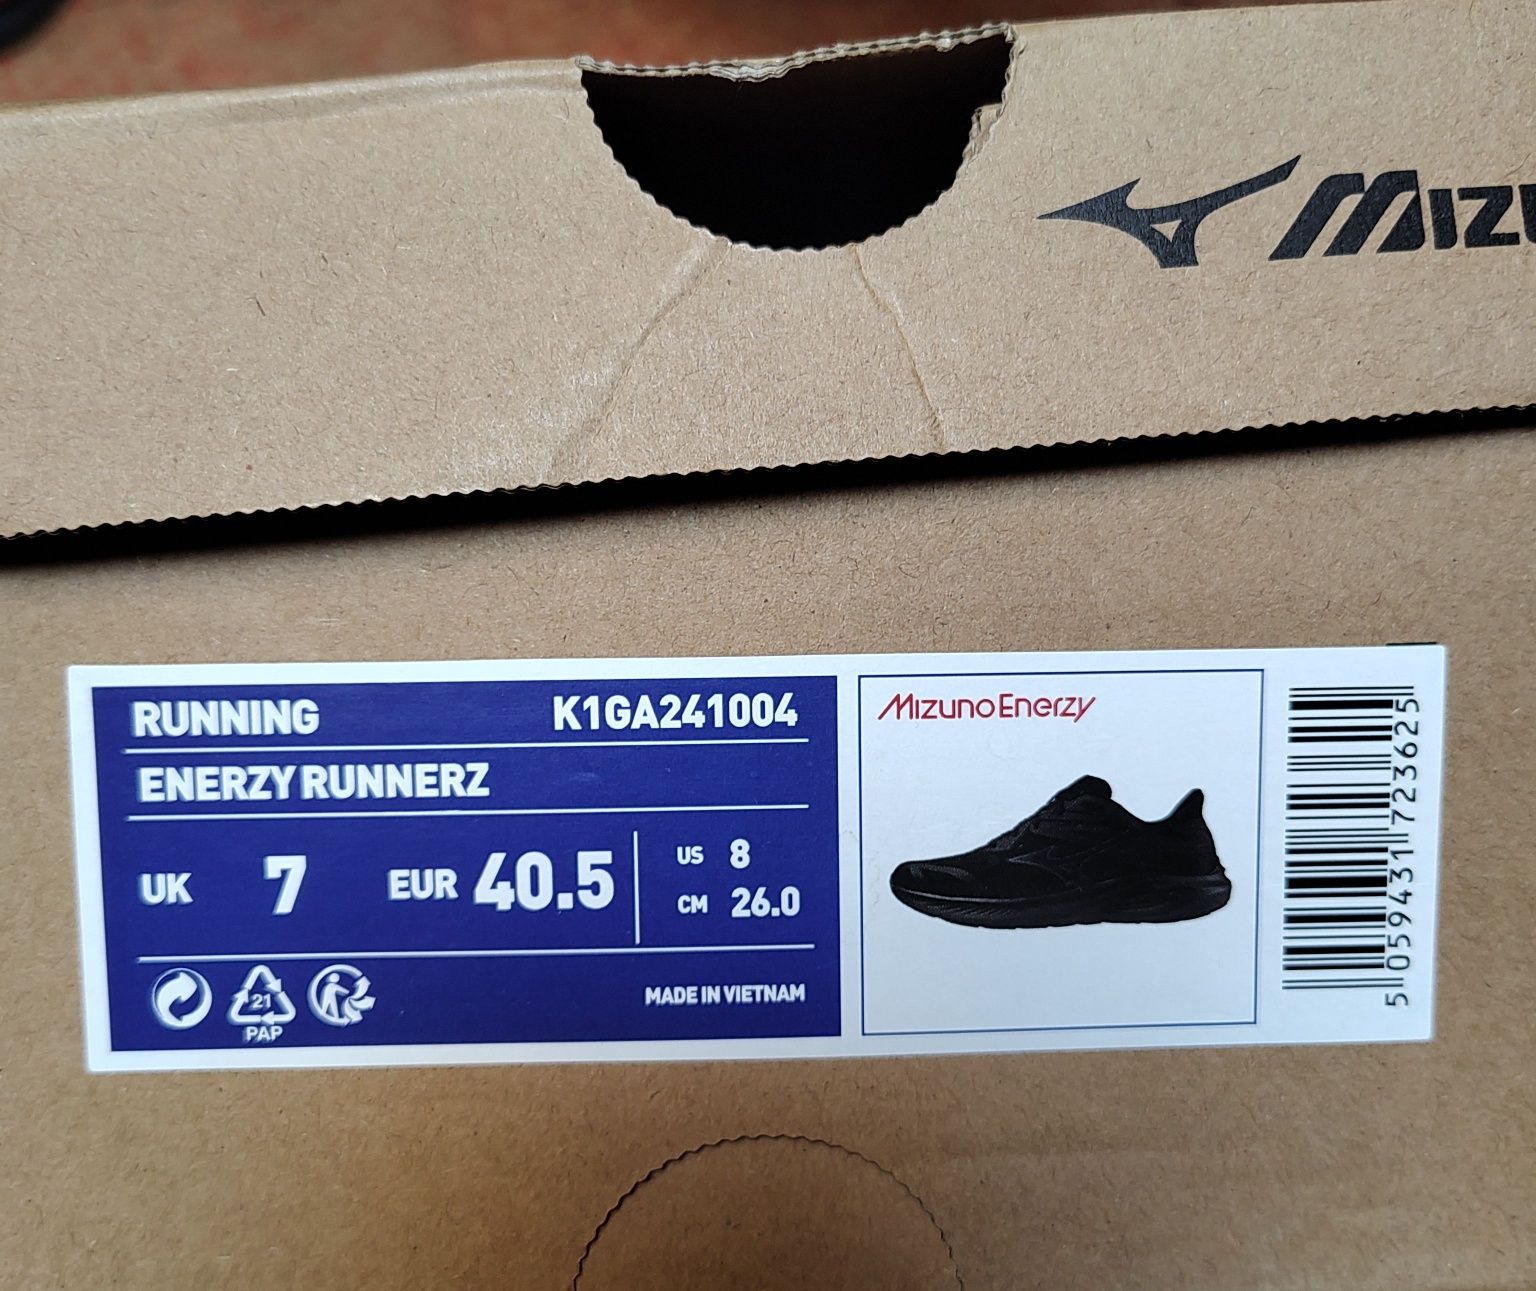 MIZU
RUNNING K1GA241004
ENERZY RUNNERZ
UK 7 EUR 40.5 US 8
CM 26.0
21
PAP
MADE IN VIETNAM
MizunoEnerzy
5 059431 723625